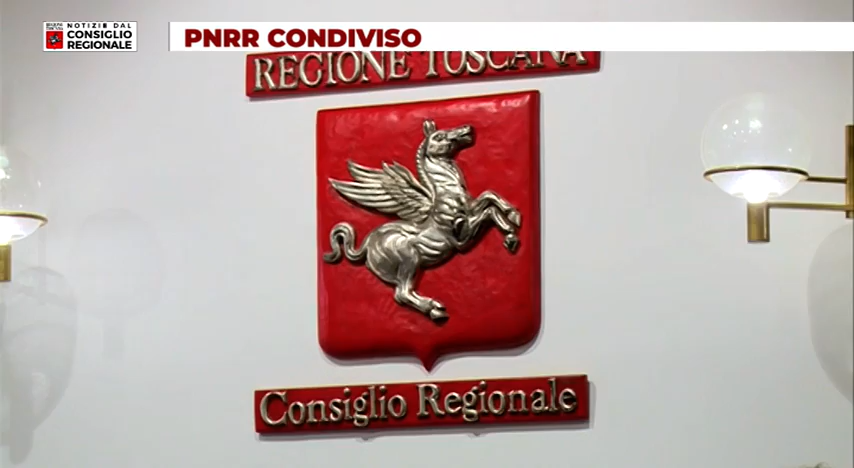 NOTIZIE DAL
CONSIGLIO
REGIONALE
PNRR CONDIVISO
REGIONE TOSCANA
Consiglio Regionale